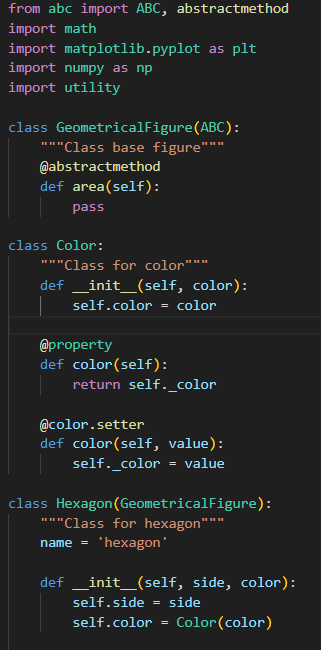 from abc import ABC, abstractmethod
import math
import matplotlib.pyplot as plt
import numpy as np
import utility

class GeometricalFigure(ABC):
    """Class base figure"""
    @abstractmethod
    def area(self):
        pass

class Color:
    """Class for color"""
    def __init__(self, color):
        self.color = color

    @property
    def color(self):
        return self._color

    @color.setter
    def color(self, value):
        self._color = value

class Hexagon(GeometricalFigure):
    """Class for hexagon"""
    name = 'hexagon'

    def __init__(self, side, color):
        self.side = side
        self.color = Color(color)